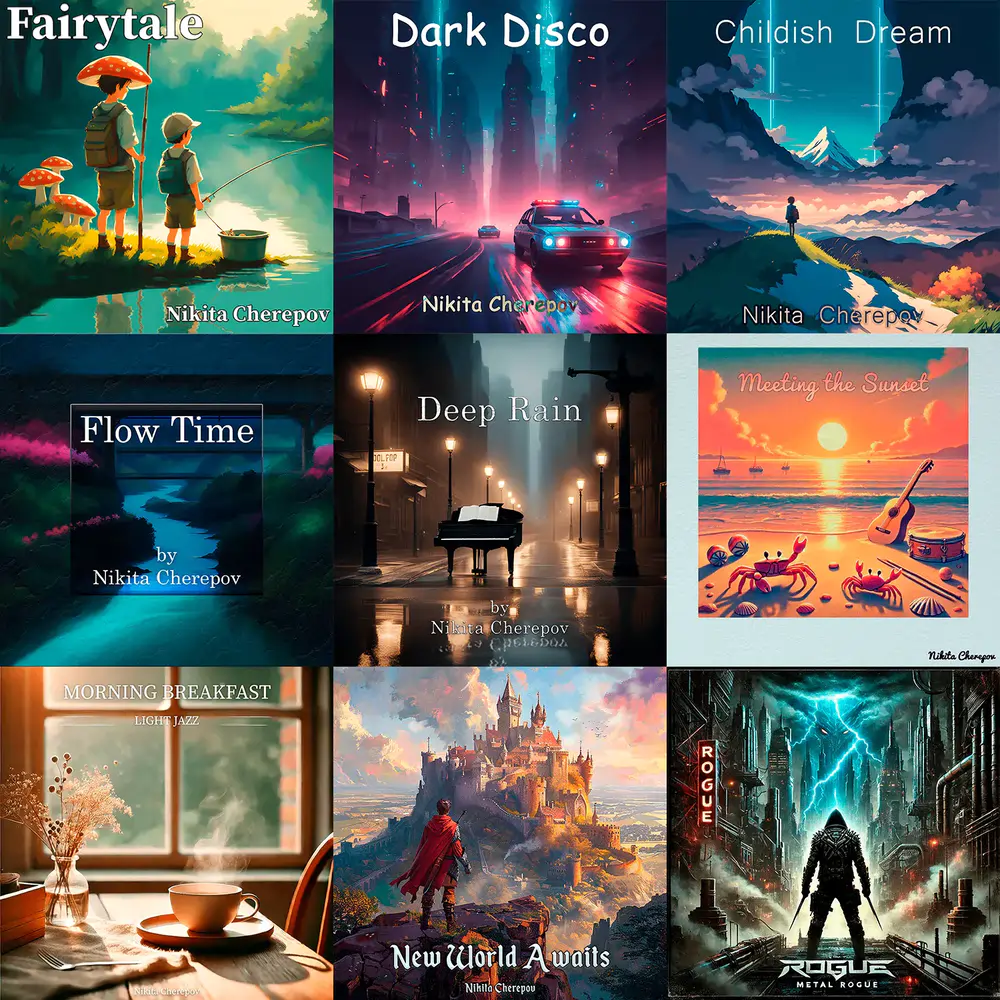 Fairytale
Nikita Cherepov
Dark Disco
Nikita Cherepov
Childish Dream
Nikita Cherepov
Flow Time
by
Nikita Cherepov
Deep Rain
by
Nikita Cherepov
Meeting the Sunset
Nikita Cherepov
MORNING BREAKFAST
LIGHT JAZZ
Nikita Cherepov
New World Awaits
Nikita Cherepov
ROGUE
ROGUE
METAL ROGUE